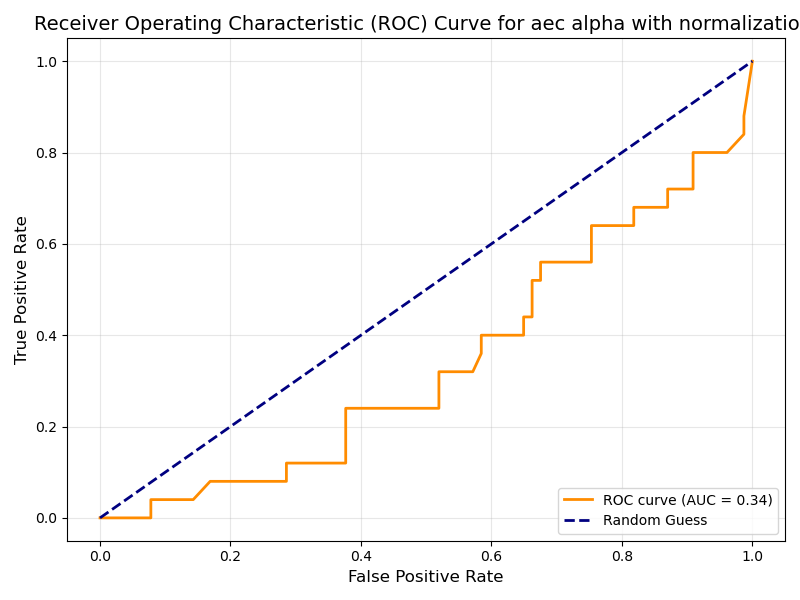 Receiver Operating Characteristic (ROC) Curve for aec alpha with normalizatio
True Positive Rate
1.0
0.8
0.6
0.4
0.2
0.0
ROC curve (AUC = 0.34)
Random Guess
0.0 0.2 0.4 0.6 0.8 1.0
False Positive Rate